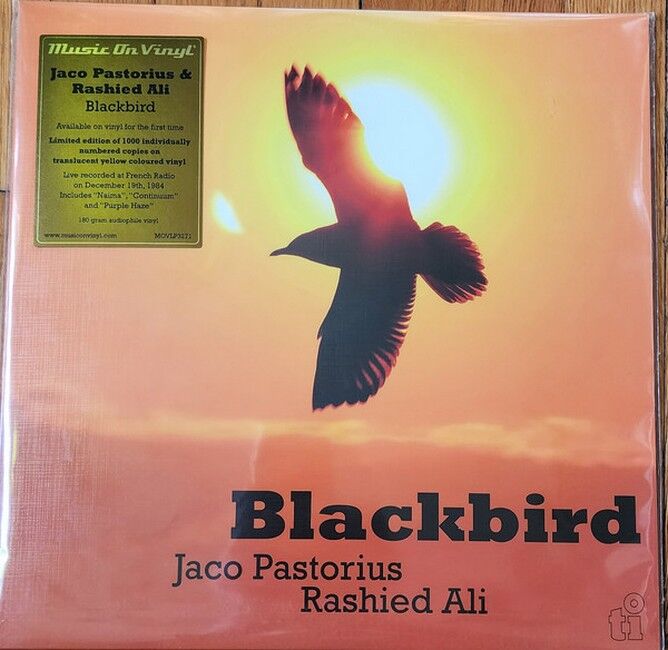 Music On Vinyl
Jaco Pastorius &
Rashied Ali
Blackbird
Available on vinyl for the first time
Limited edition of 1000 individually
numbered copies on
translucent yellow coloured vinyl
Live recorded at French Radio
on December 19th, 1984
Includes "Naima", "Continuum"
and "Purple Haze"
180 gram audiophile vinyl
www.musiconvinyl.com MOVLP3271
Blackbird
Jaco Pastorius
Rashied Ali
tio